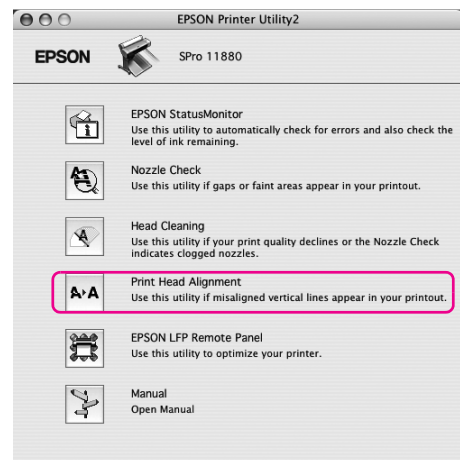 EPSON Printer Utility2
EPSON
SPro 11880
EPSON StatusMonitor
Use this utility to automatically check for errors and also check the
level of ink remaining.
Nozzle Check
Use this utility if gaps or faint areas appear in your printout.
Head Cleaning
Use this utility if your print quality declines or the Nozzle Check
indicates clogged nozzles.
Print Head Alignment
Use this utility if misaligned vertical lines appear in your printout.
EPSON LFP Remote Panel
Use this utility to optimize your printer.
Manual
Open Manual